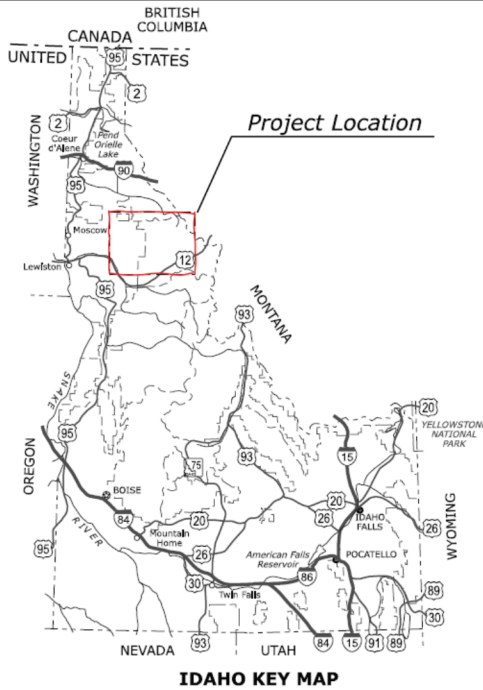 BRITISH
COLUMBIA
CANADA
UNITED
STATES
95
2
2
Project Location
WASHINGTON
Coeur
d'Alene
Pend
Orielle
Lake
90
95
Moscow
12
Lewiston
95
MONTANA
93
SNAKE
20
YELLOWSTONE
NATIONAL
PARK
95
OREGON
15
93
75
BOISE
84
20
20
26
IDAHO
FALLS
26
WYOMING
RIVER
Mountain
Home
95
26
American Falls
Reservoir
POCATELLO
30
86
Twin Falls
89
30
93
84
15
91
89
NEVADA
UTAH
IDAHO KEY MAP